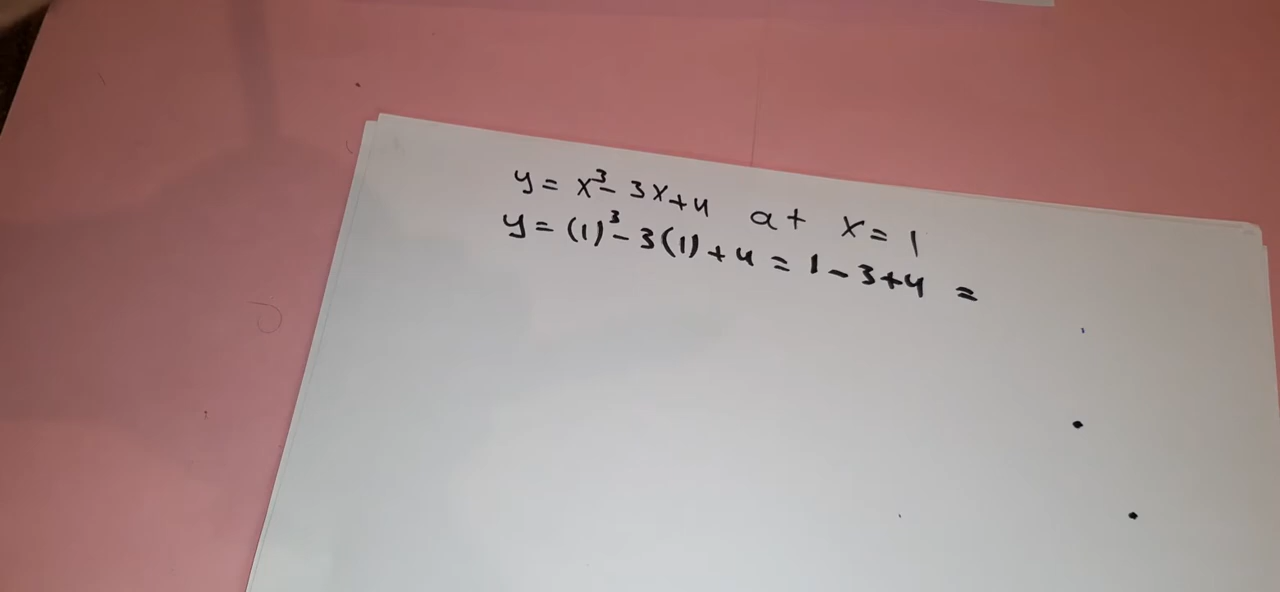 y = x³ - 3x + 4 at x = 1
y = (1)³ - 3(1) + 4 = 1 - 3 + 4 =